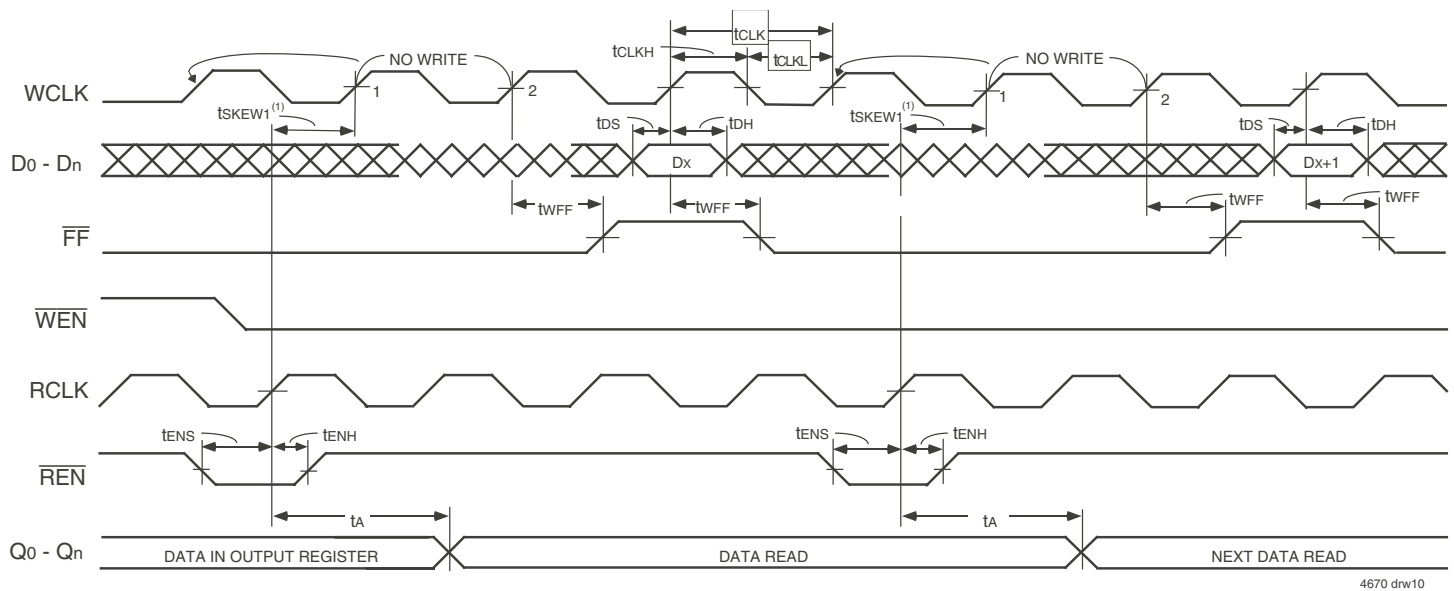 tCLK
tCLKH
tCLKL
NO WRITE
NO WRITE
WCLK
1
2
1
2
tSKEW1(1)
tDS
tDH
tSKEW1(1)
tDS
tDH
D0 - Dn
DX
DX+1
tWFF
tWFF
tWFF
tWFF
FF
WEN
RCLK
tENS
tENH
tENS
tENH
REN
tA
tA
Q0 - Qn
DATA IN OUTPUT REGISTER
DATA READ
NEXT DATA READ
4670 drw10